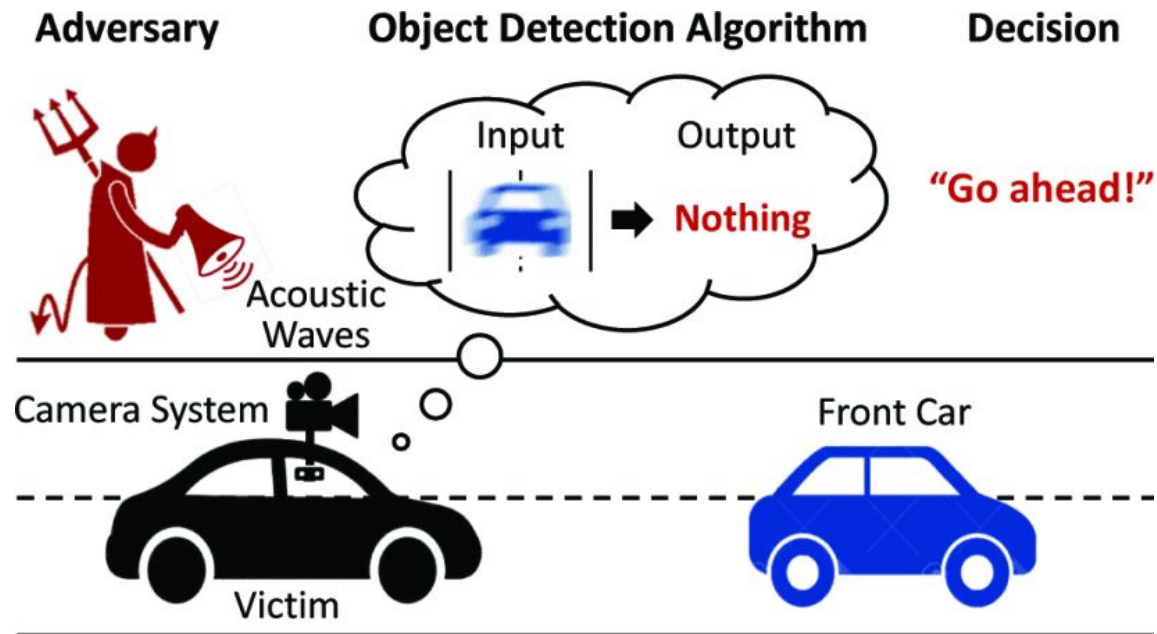 Adversary
Object Detection Algorithm
Decision
Input
Output
Nothing
“Go ahead!”
Acoustic
Waves
Camera System
Front Car
Victim